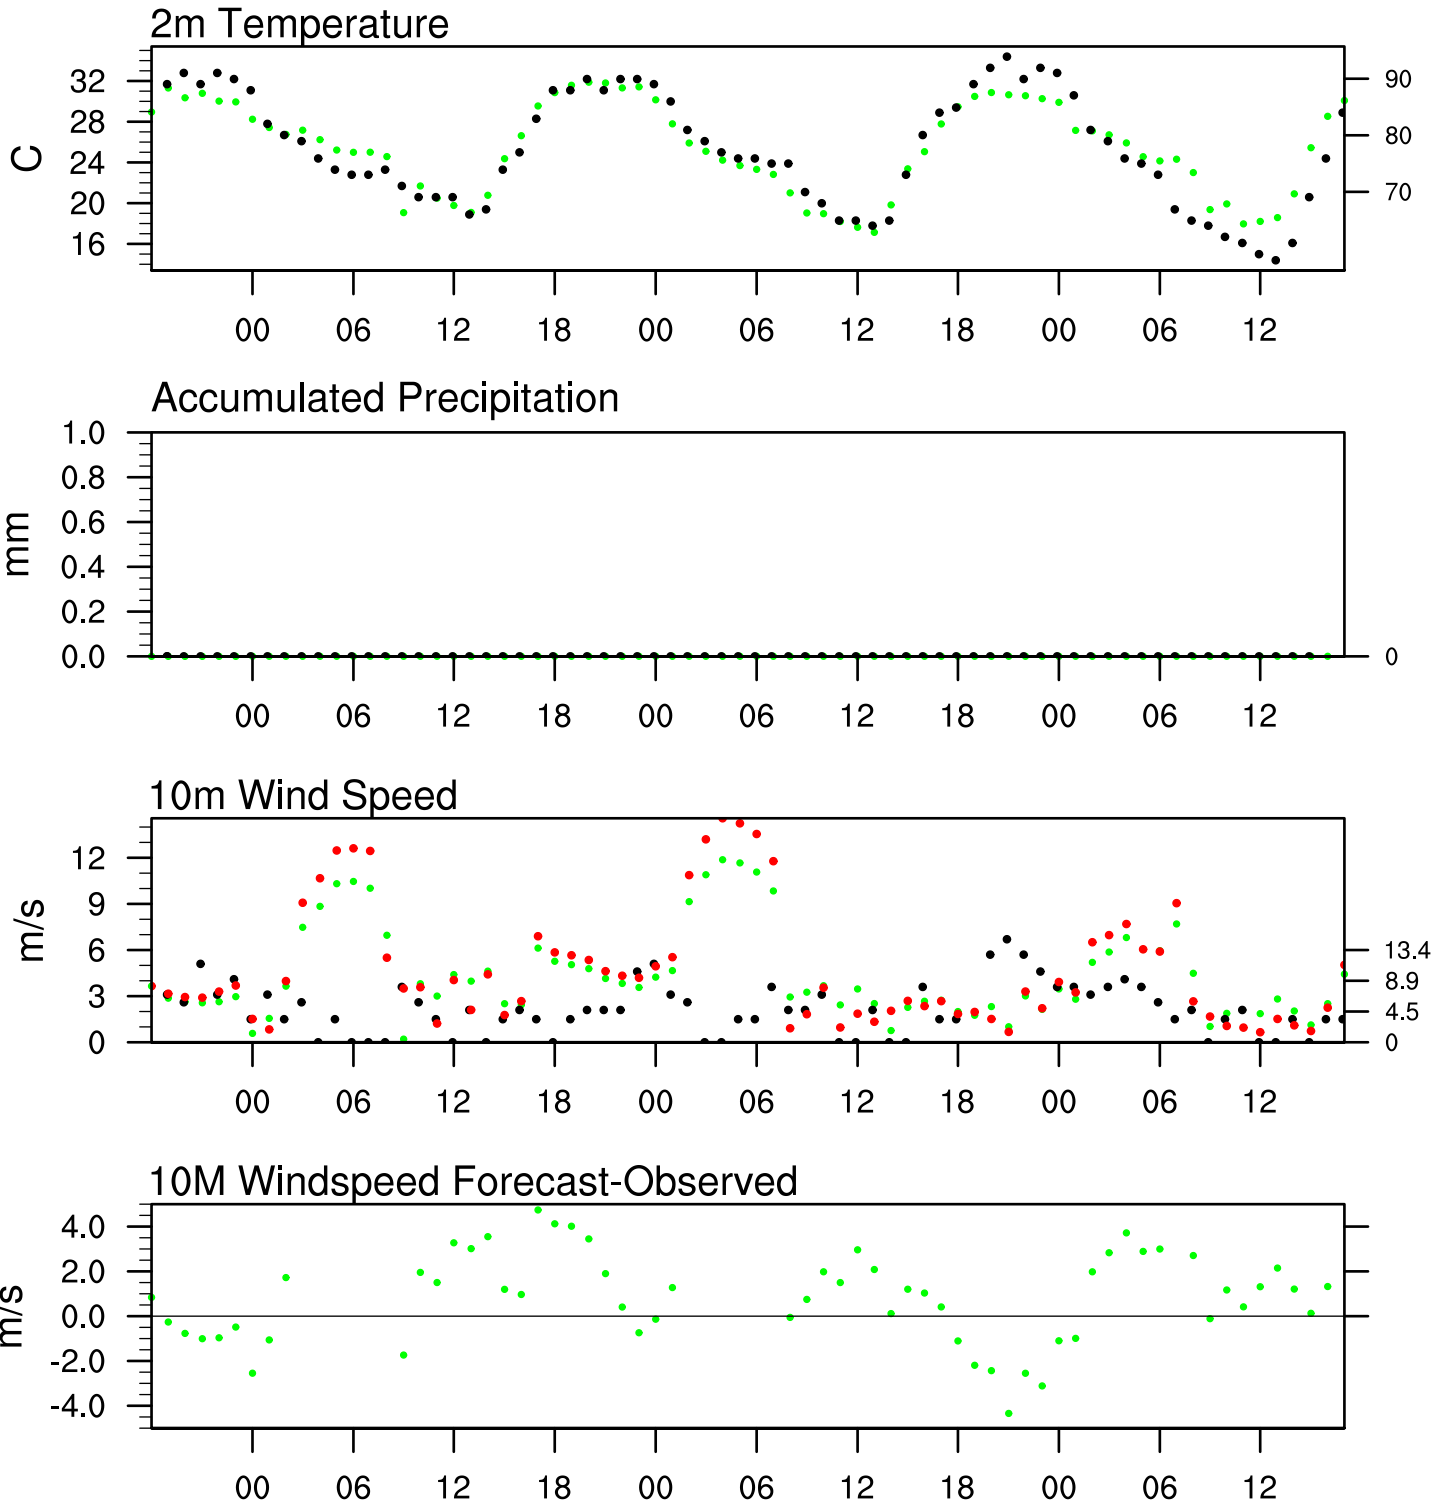 2m Temperature
C
32
28
24
20
16
90
80
70
00 06 12 18 00 06 12 18 00 06 12
Accumulated Precipitation
mm
1.0
0.8
0.6
0.4
0.2
0.0
0
00 06 12 18 00 06 12 18 00 06 12
10m Wind Speed
m/s
12
9
6
3
0
13.4
8.9
4.5
0
00 06 12 18 00 06 12 18 00 06 12
10M Windspeed Forecast-Observed
m/s
4.0
2.0
0.0
-2.0
-4.0
00 06 12 18 00 06 12 18 00 06 12